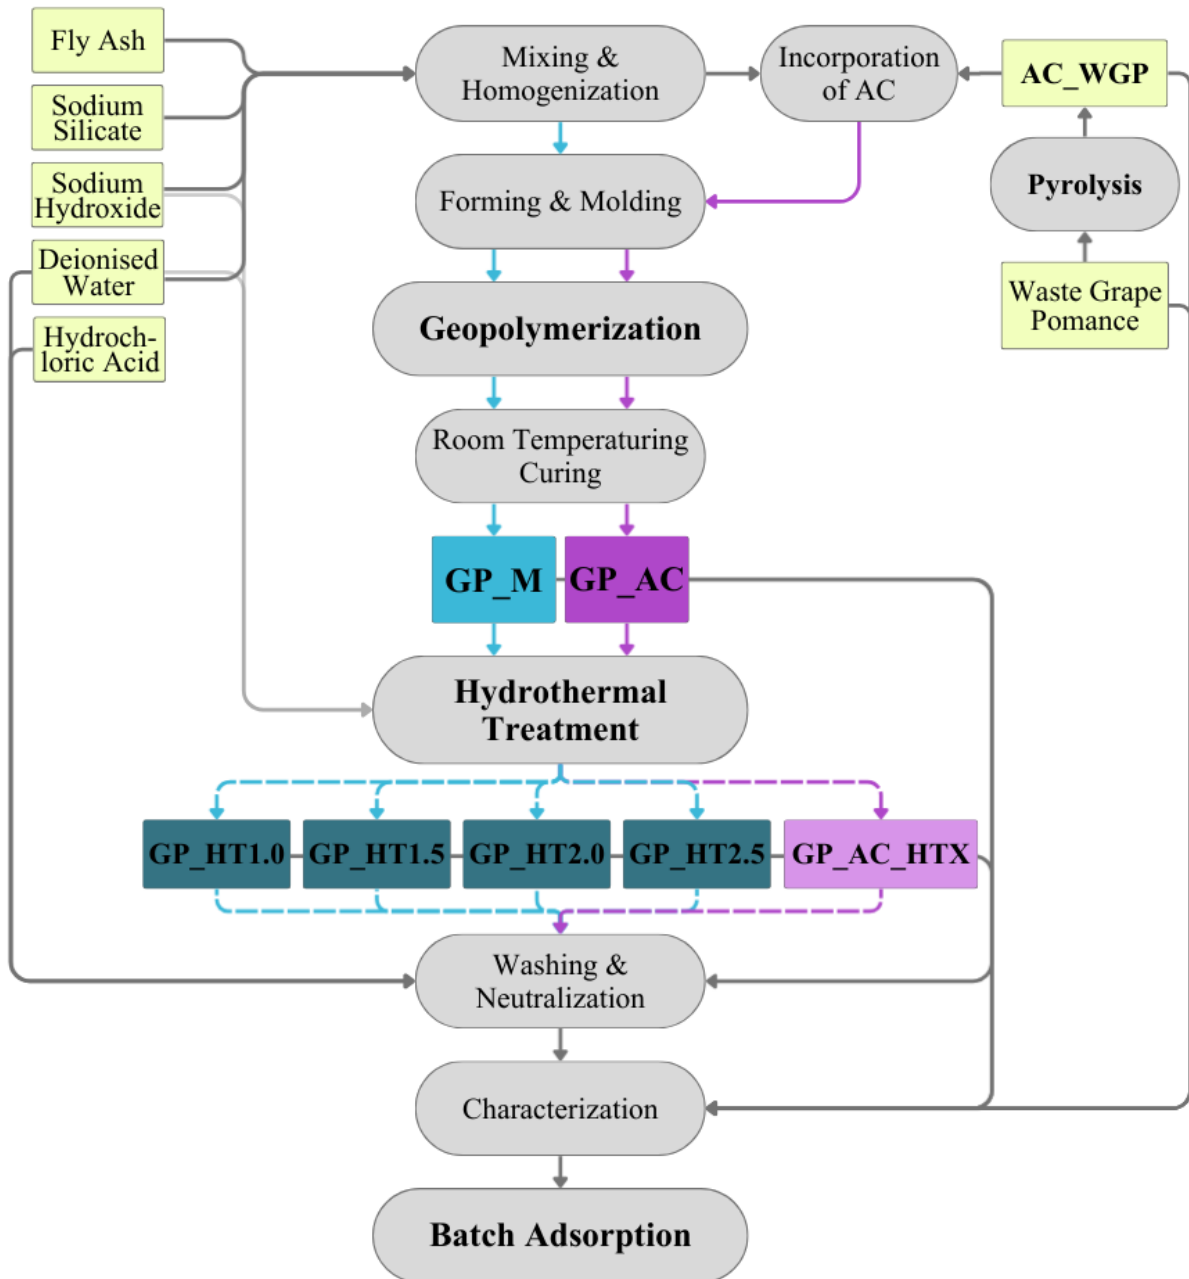 Fly Ash
Sodium
Silicate
Sodium
Hydroxide
Deionised
Water
Hydroch-
loric Acid
Mixing &
Homogenization
Incorporation
of AC
AC_WGP
Pyrolysis
Waste Grape
Pomance
Forming & Molding
Geopolymerization
Room Temperaturing
Curing
GP_M
GP_AC
Hydrothermal
Treatment
GP_HT1.0
GP_HT1.5
GP_HT2.0
GP_HT2.5
GP_AC_HTX
Washing &
Neutralization
Characterization
Batch Adsorption